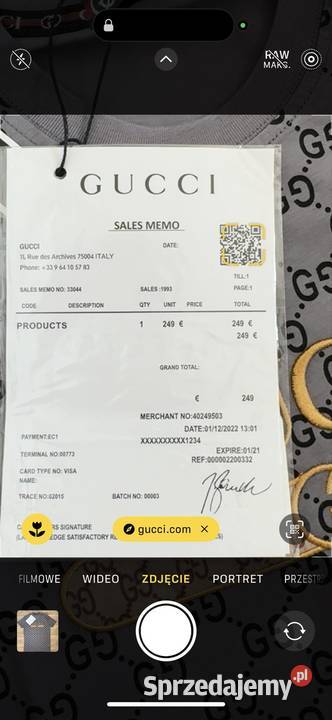 RAW
MAKS.
GUCCI
SALES MEMO
GUCCI
DATE:
11, Rue des Archives 75004 ITALY
Phone: +33 9 64 10 57 83
TILL:1
SALES MEMO NO: 33044
SALES :1993
PAGE:1
CODE DESCRIPTION QTY UNIT PRICE TOTAL
PRODUCTS 1 249 € 249 €
249 €
GRAND TOTAL:
€ 249
MERCHANT NO:40249503
DATE:01/12/2022 13:01
PAYMENT:EC1
XXXXXXXXXX1234
EXPIRE:01/21
TERMINAL NO:00773
REF:000002200332
CARD TYPE NO: VISA
NAME:
TRACE NO:02015
BATCH NO: 00003
SIGNATURE
SATISFACTORY
gucci.com ×
FILMOWE WIDEO ZDJĘCIE PORTRET PRZEST
Sprzedajemy.pl